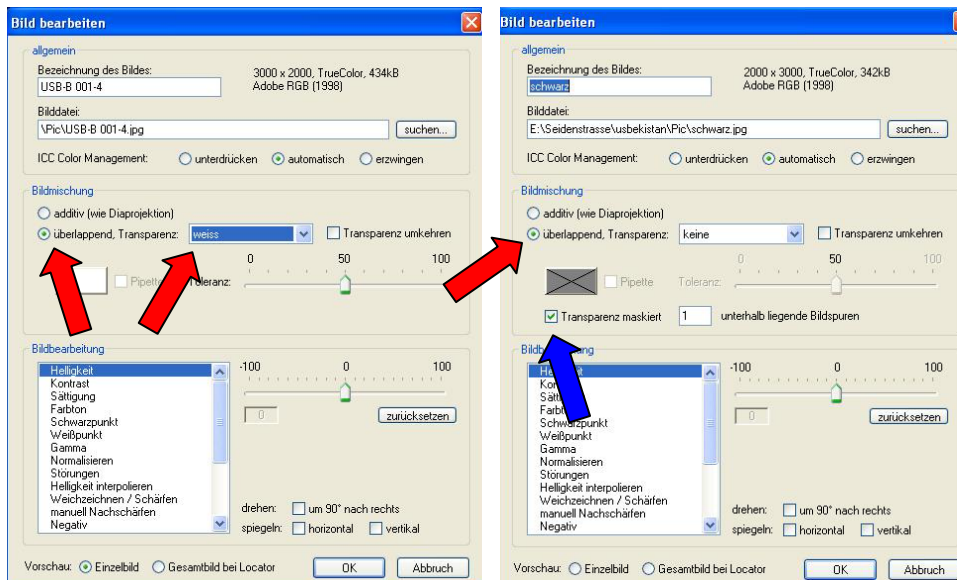 Bild bearbeiten
allgemein
Bezeichnung des Bildes:
USB-B 001-4
3000 x 2000, TrueColor, 434kB
Adobe RGB (1998)
Bilddatei:
\Pic\USB-B 001-4.jpg
suchen...
ICC Color Management: unterdrücken automatisch erzwingen
Bildmischung
additiv (wie Diaprojektion)
überlappend, Transparenz: weiss Transparenz umkehren
0 50 100
Pipette Toleranz:
Bildbearbeitung
Helligkeit
Kontrast
Sättigung
Farbton
Schwarzpunkt
Weißpunkt
Gamma
Normalisieren
Störungen
Helligkeit interpolieren
Weichzeichnen / Schärfen
manuell Nachschärfen
Negativ
-100 0 100
0
zurücksetzen
drehen: um 90° nach rechts
spiegeln: horizontal vertikal
Vorschau: Einzelbild Gesamtbild bei Locator OK Abbruch
Bild bearbeiten
allgemein
Bezeichnung des Bildes:
schwarz
2000 x 3000, TrueColor, 342kB
Adobe RGB (1998)
Bilddatei:
E:\Seidenstrasse\usbekistan\Pic\schwarz.jpg
suchen...
ICC Color Management: unterdrücken automatisch erzwingen
Bildmischung
additiv (wie Diaprojektion)
überlappend, Transparenz: keine Transparenz umkehren
0 50 100
Pipette Toleranz:
Transparenz maskiert 1 unterhalb liegende Bildspuren
Schwarzpunkt
Weißpunkt
Gamma
Normalisieren
Störungen
Helligkeit interpolieren
Weichzeichnen / Schärfen
manuell Nachschärfen
Negativ
-100 0 100
0
zurücksetzen
drehen: um 90° nach rechts
spiegeln: horizontal vertikal
Vorschau: Einzelbild Gesamtbild bei Locator OK Abbruch